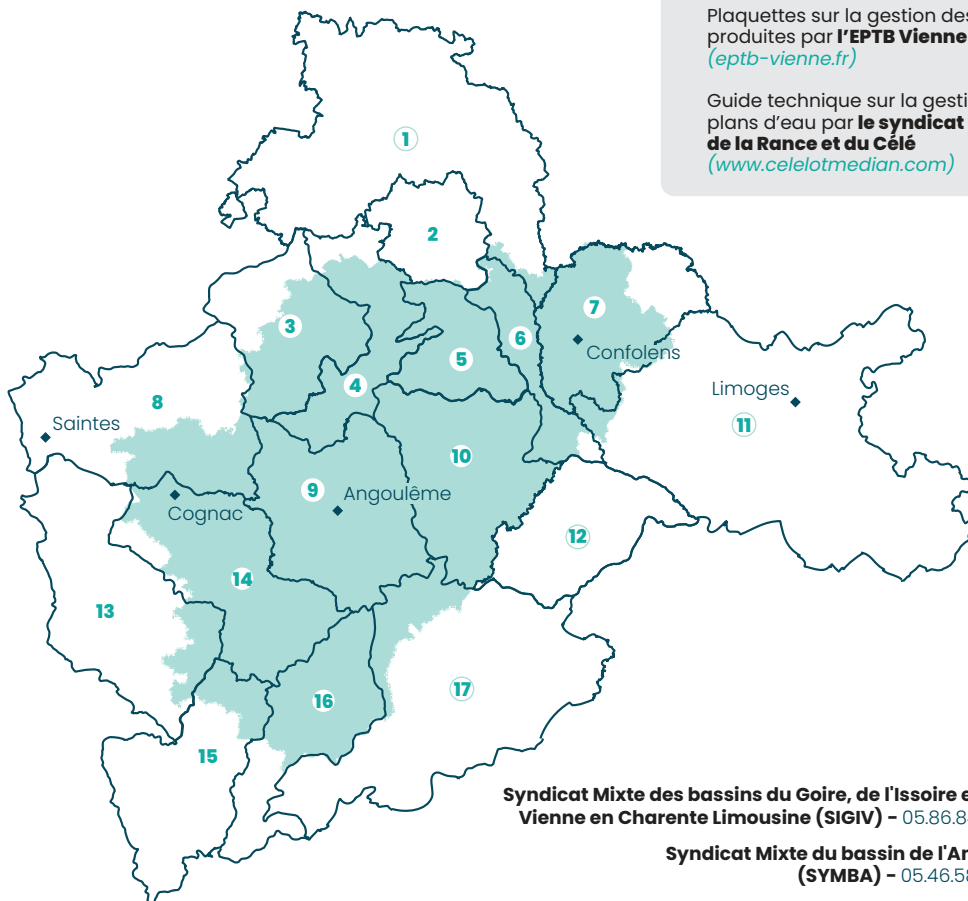 Plaquettes sur la gestion des
produites par l'EPTB Vienne
(eptb-vienne.fr)
Guide technique sur la gesti
plans d'eau par le syndicat
de la Rance et du Célé
(www.celelotmedian.com)
1
2
3
4
5
6
7
Confolens
8
Saintes
Limoges
11
10
9
Angoulême
Cognac
12
14
13
17
16
15
Syndicat Mixte des bassins du Goire, de l'Issoire e
Vienne en Charente Limousine (SIGIV) - 05.86.8
Syndicat Mixte du bassin de l'An
(SYMBA) - 05.46.58